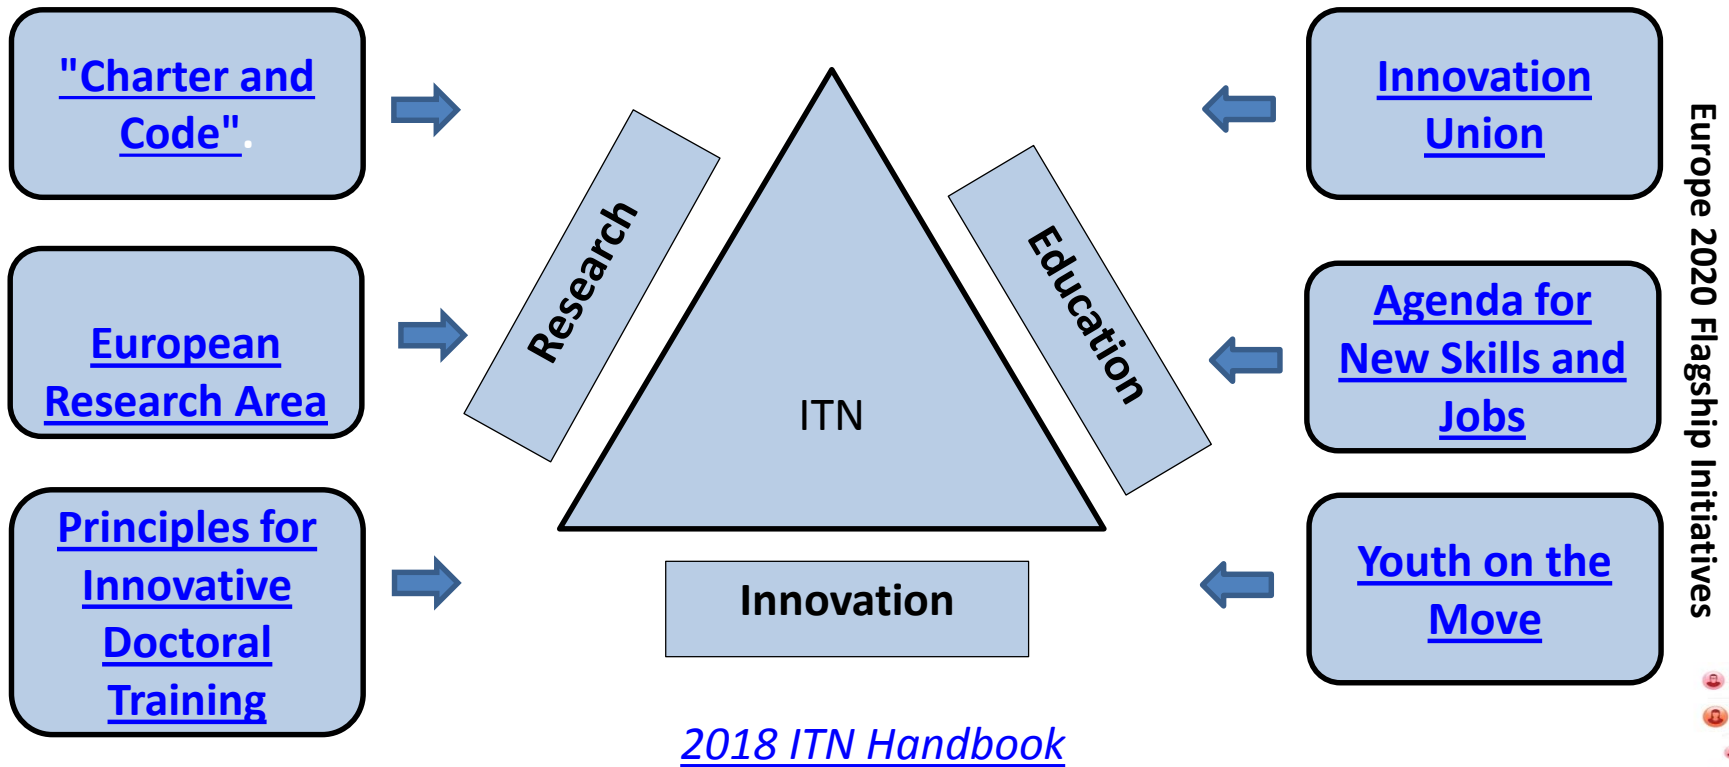 "Charter and
Code".
European
Research Area
Principles for
Innovative
Doctoral
Training
Research
ITN
Education
Innovation
2018 ITN Handbook
Innovation
Union
Agenda for
New Skills and
Jobs
Youth on the
Move
Europe 2020 Flagship Initiatives